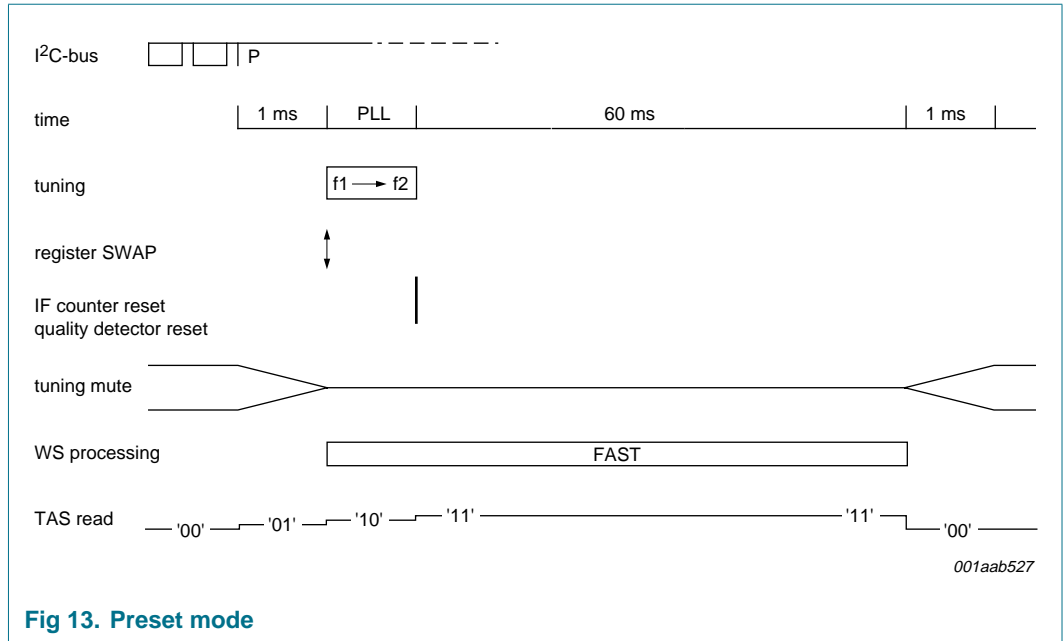 I²C-bus P
time 1 ms PLL 60 ms 1 ms
tuning f1 → f2
register SWAP
IF counter reset
quality detector reset
tuning mute
WS processing FAST
TAS read '00' '01' '10' '11' '11' '00'
001aab527
Fig 13. Preset mode